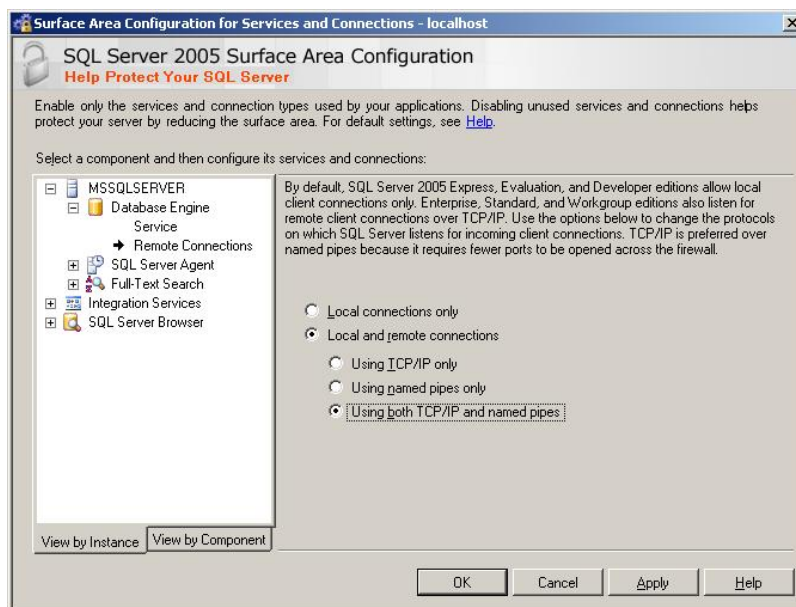 Surface Area Configuration for Services and Connections - localhost
SQL Server 2005 Surface Area Configuration
Help Protect Your SQL Server
Enable only the services and connection types used by your applications. Disabling unused services and connections helps
protect your server by reducing the surface area. For default settings, see Help.
Select a component and then configure its services and connections:
MSSQLSERVER
Database Engine
Service
Remote Connections
SQL Server Agent
Full-Text Search
Integration Services
SQL Server Browser
View by Instance
View by Component
By default, SQL Server 2005 Express, Evaluation, and Developer editions allow local
client connections only. Enterprise, Standard, and Workgroup editions also listen for
remote client connections over TCP/IP. Use the options below to change the protocols
on which SQL Server listens for incoming client connections. TCP/IP is preferred over
named pipes because it requires fewer ports to be opened across the firewall.
Local connections only
Local and remote connections
Using TCP/IP only
Using named pipes only
Using both TCP/IP and named pipes
OK
Cancel
Apply
Help